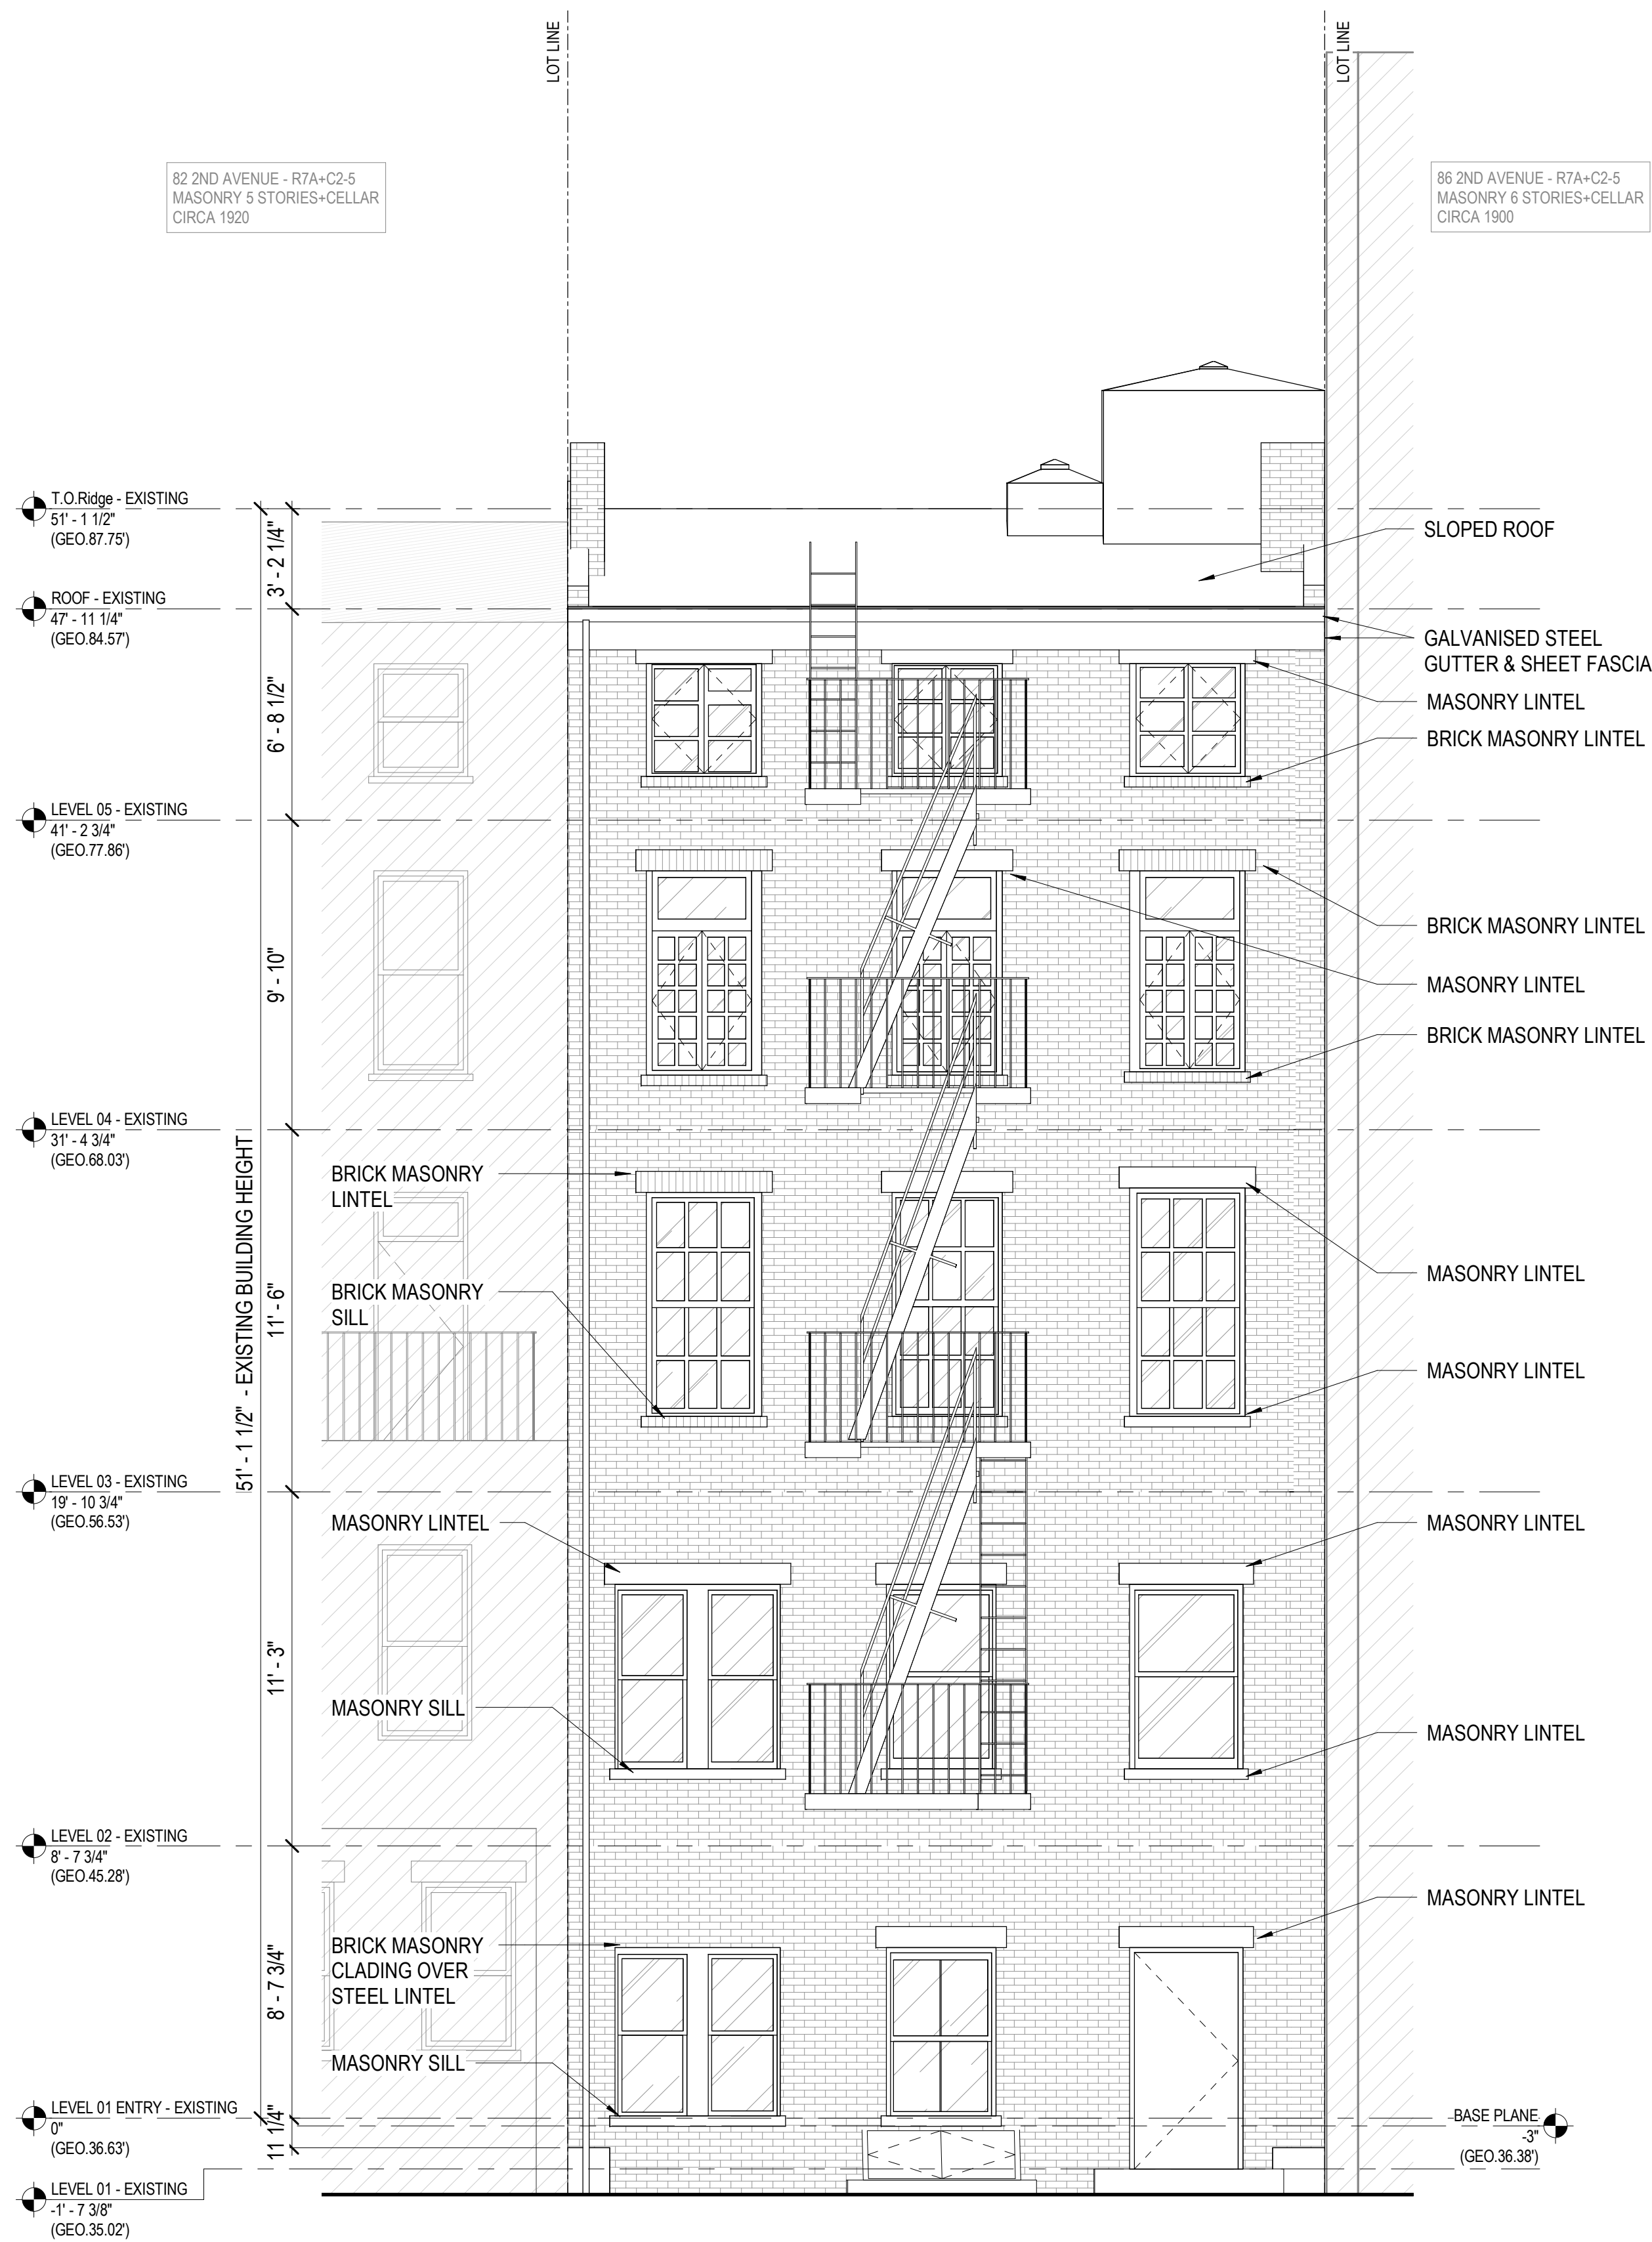 LOT LINE
LOT LINE
82 2ND AVENUE - R7A+C2-5
MASONRY 5 STORIES+CELLAR
CIRCA 1920
86 2ND AVENUE - R7A+C2-5
MASONRY 6 STORIES+CELLAR
CIRCA 1900
T.O.Ridge - EXISTING
51' - 1 1/2"
(GEO.87.75')
3' - 2 1/4"
SLOPED ROOF
ROOF - EXISTING
47' - 11 1/4"
(GEO.84.57')
GALVANISED STEEL
GUTTER & SHEET FASCIA
6' - 8 1/2"
MASONRY LINTEL
BRICK MASONRY LINTEL
LEVEL 05 - EXISTING
41' - 2 3/4"
(GEO.77.86')
BRICK MASONRY LINTEL
9' - 10"
MASONRY LINTEL
BRICK MASONRY LINTEL
LEVEL 04 - EXISTING
31' - 4 3/4"
(GEO.68.03')
51' - 1 1/2" - EXISTING BUILDING HEIGHT
BRICK MASONRY
LINTEL
11' - 6"
MASONRY LINTEL
BRICK MASONRY
SILL
MASONRY LINTEL
LEVEL 03 - EXISTING
19' - 10 3/4"
(GEO.56.53')
MASONRY LINTEL
MASONRY LINTEL
11' - 3"
MASONRY SILL
MASONRY LINTEL
LEVEL 02 - EXISTING
8' - 7 3/4"
(GEO.45.28')
MASONRY LINTEL
8' - 7 3/4"
BRICK MASONRY
CLADING OVER
STEEL LINTEL
MASONRY SILL
LEVEL 01 ENTRY - EXISTING
0"
(GEO.36.63')
11 1/4"
BASE PLANE
-3"
(GEO.36.38')
LEVEL 01 - EXISTING
-1' - 7 3/8"
(GEO.35.02')